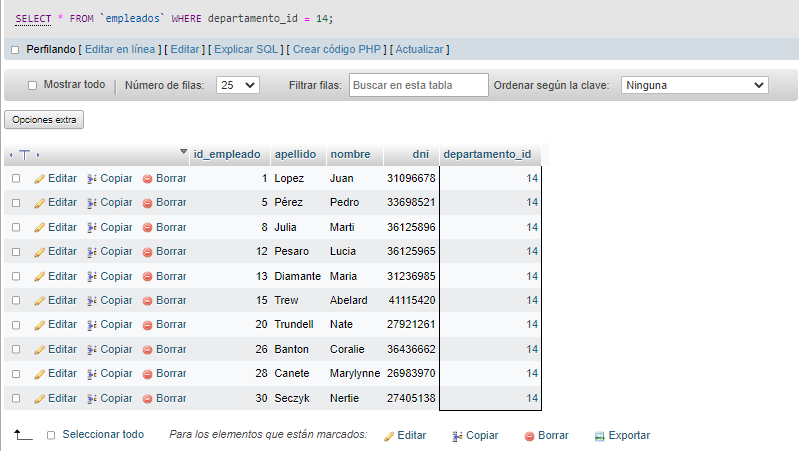 SELECT * FROM `empleados` WHERE departamento_id = 14;
Perfilando [ Editar en línea ] [ Editar ] [ Explicar SQL ] [ Crear código PHP ] [ Actualizar ]
Mostrar todo Número de filas: 25 Filtrar filas: Buscar en esta tabla Ordenar según la clave: Ninguna
Opciones extra
id_empleado apellido nombre dni departamento_id
Editar Copiar Borrar 1 Lopez Juan 31096678 14
Editar Copiar Borrar 5 Pérez Pedro 33698521 14
Editar Copiar Borrar 8 Julia Marti 36125896 14
Editar Copiar Borrar 12 Pesaro Lucia 36125965 14
Editar Copiar Borrar 13 Diamante Maria 31236985 14
Editar Copiar Borrar 15 Trew Abelard 41115420 14
Editar Copiar Borrar 20 Trundell Nate 27921261 14
Editar Copiar Borrar 26 Banton Coralie 36436662 14
Editar Copiar Borrar 28 Canete Marylynne 26983970 14
Editar Copiar Borrar 30 Seczyk Nertie 27405138 14
Seleccionar todo Para los elementos que están marcados: Editar Copiar Borrar Exportar